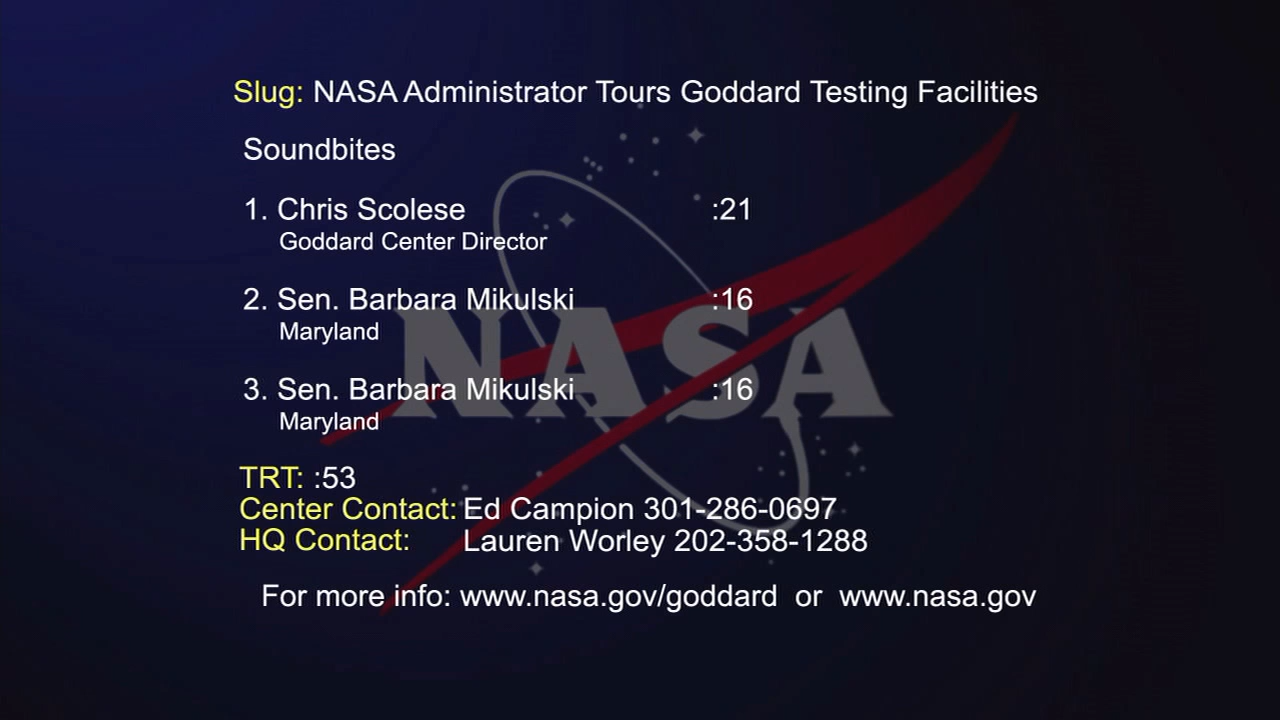 Slug: NASA Administrator Tours Goddard Testing Facilities
Soundbites
1. Chris Scolese :21
Goddard Center Director
2. Sen. Barbara Mikulski :16
Maryland
3. Sen. Barbara Mikulski :16
Maryland
NASA
TRT: :53
Center Contact: Ed Campion 301-286-0697
HQ Contact: Lauren Worley 202-358-1288
For more info: www.nasa.gov/goddard or www.nasa.gov